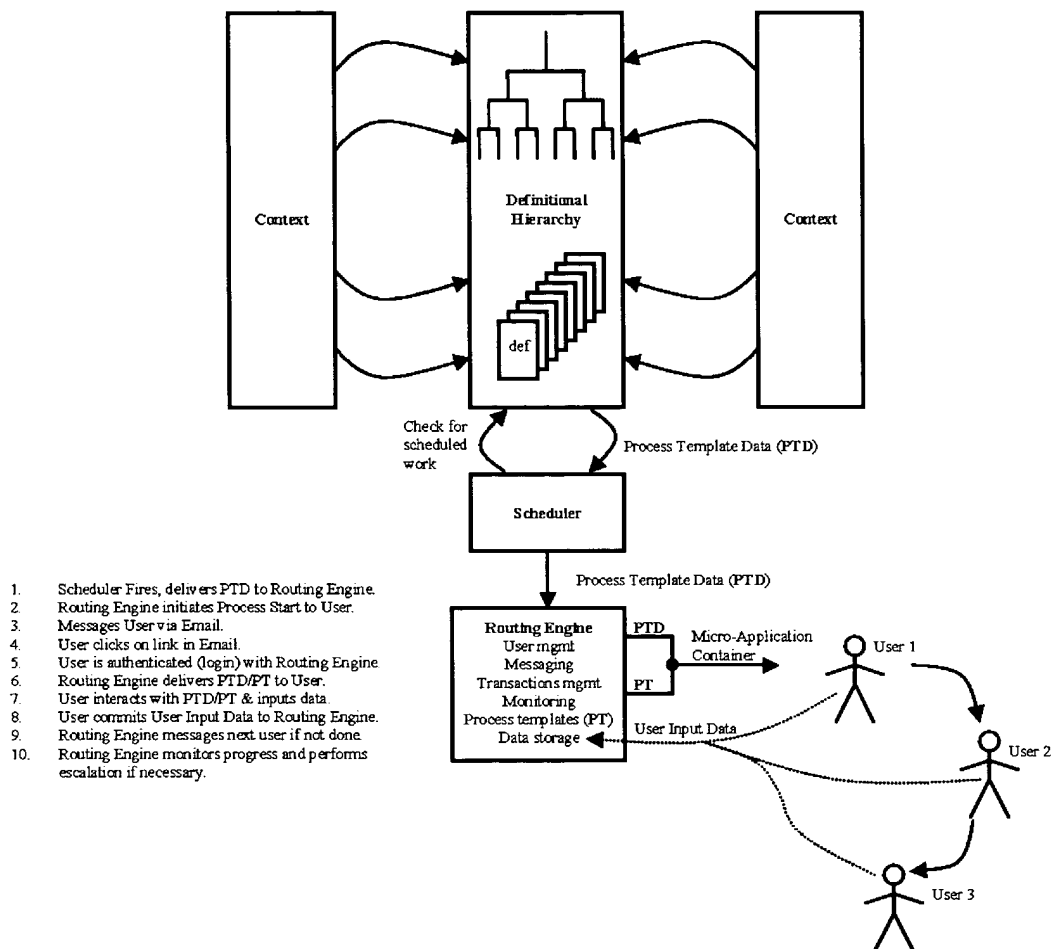 Context
Definitional
Hierarchy
def
Context
Check for
scheduled
work
Process Template Data (PTD)
Scheduler
Process Template Data (PTD)
1. Scheduler Fires, delivers PTD to Routing Engine.
2 Routing Engine initiates Process Start to User.
3. Messages User via Email.
4. User clicks on link in Email.
5. User is authenticated (login) with Routing Engine
6. Routing Engine delivers PTD/PT to User.
7. User interacts with PTD/PT & inputs data.
8. User commits User Input Data to Routing Engine.
9. Routing Engine messages next user if not done.
10. Routing Engine monitors progress and performs
escalation if necessary.
Routing Engine
User mgmt
Messaging
Transactions mgmt
Monitoring
Process templates (PT)
Data storage
PTD
PT
Micro-Application
Container
User Input Data
User 1
User 2
User 3